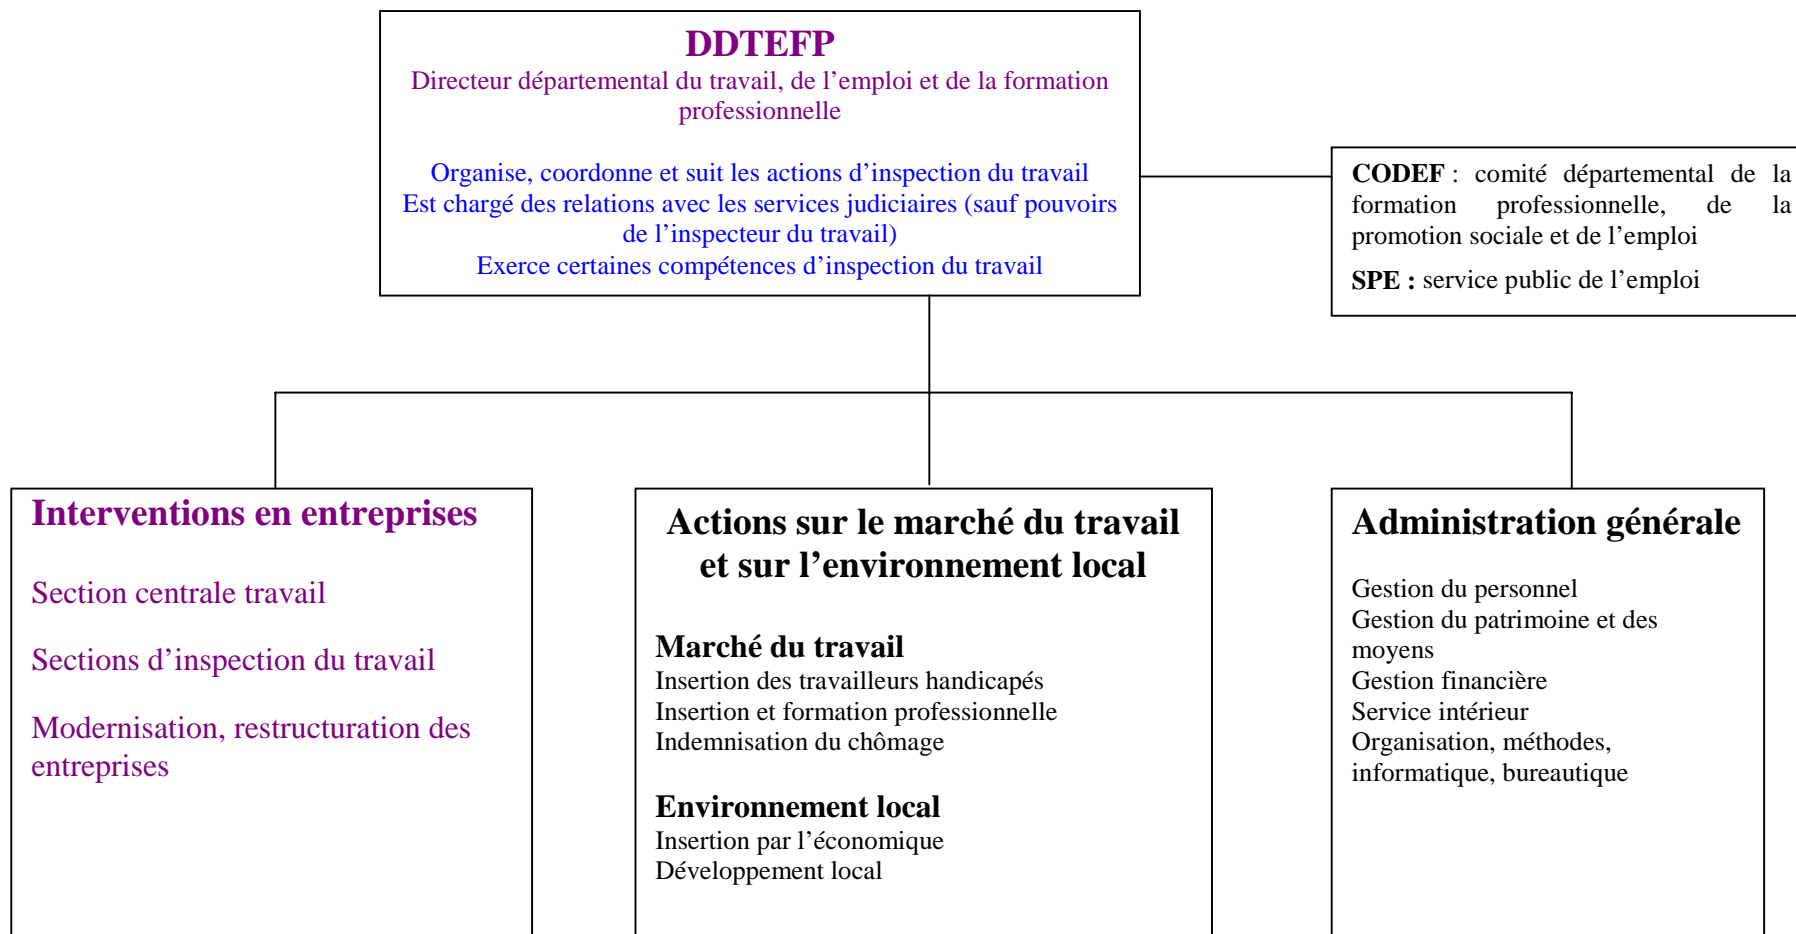 DDTEFP
Directeur départemental du travail, de l’emploi et de la formation
professionnelle
Organise, coordonne et suit les actions d’inspection du travail
Est chargé des relations avec les services judiciaires (sauf pouvoirs
de l’inspecteur du travail)
Exerce certaines compétences d’inspection du travail
CODEF : comité départemental de la
formation professionnelle, de la
promotion sociale et de l’emploi
SPE : service public de l’emploi
Interventions en entreprises
Section centrale travail
Sections d’inspection du travail
Modernisation, restructuration des
entreprises
Actions sur le marché du travail
et sur l’environnement local
Marché du travail
Insertion des travailleurs handicapés
Insertion et formation professionnelle
Indemnisation du chômage
Environnement local
Insertion par l’économique
Développement local
Administration générale
Gestion du personnel
Gestion du patrimoine et des
moyens
Gestion financière
Service intérieur
Organisation, méthodes,
informatique, bureautique